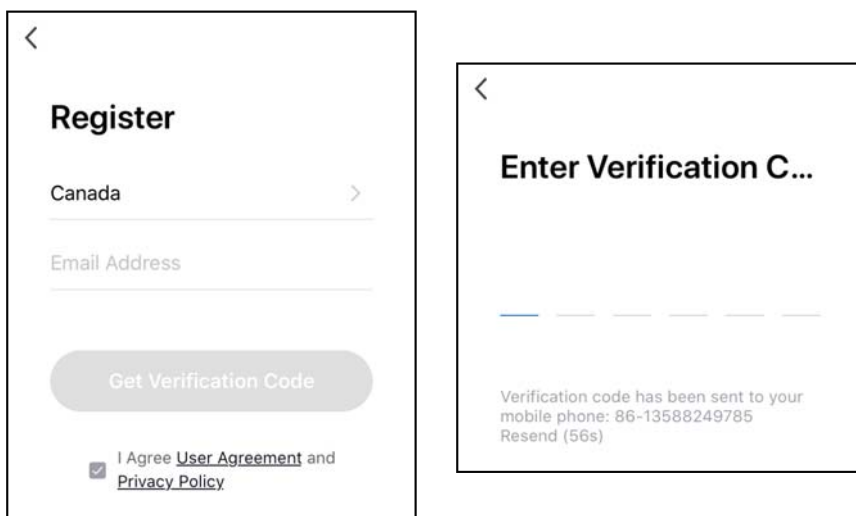 Register
Canada
Email Address
Get Verification Code
I Agree User Agreement and
Privacy Policy
Enter Verification C...
Verification code has been sent to your
mobile phone: 86-13588249785
Resend (56s)